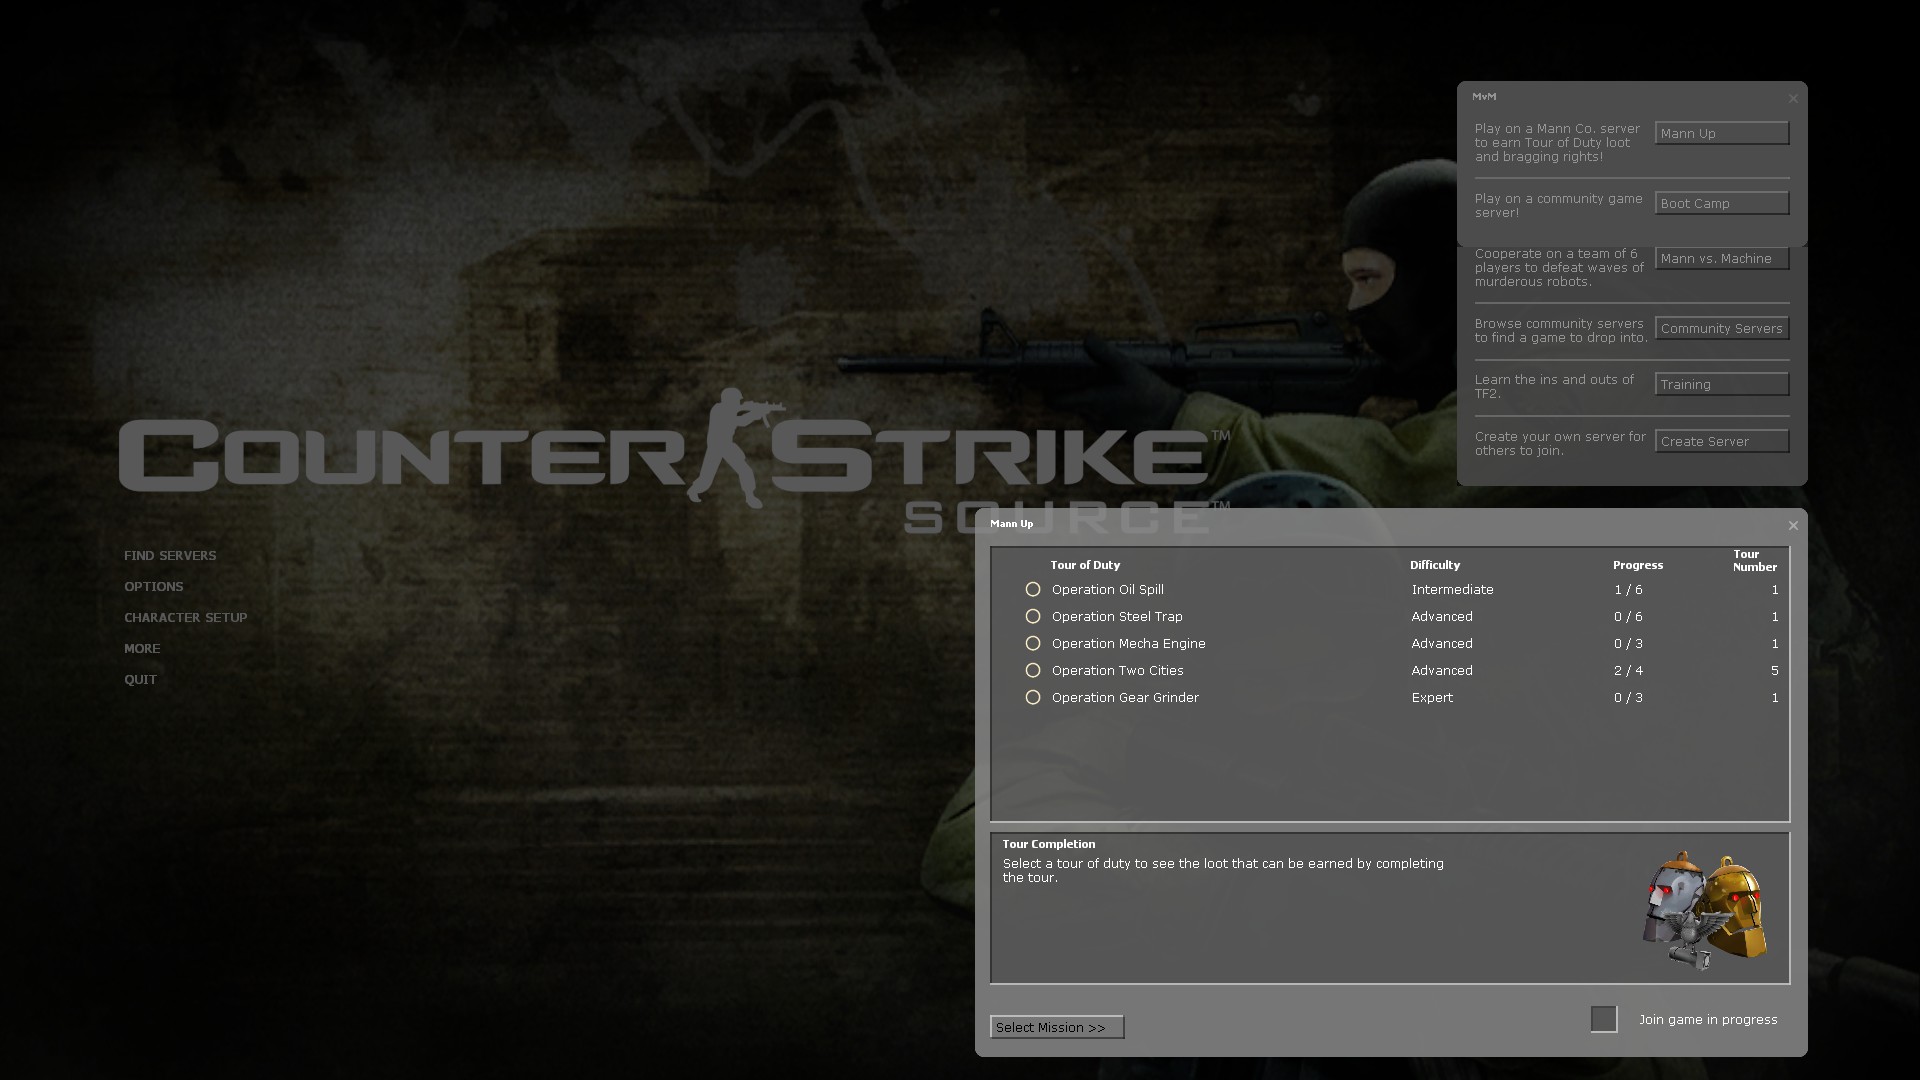 COUNTER STRIKE™
SOURCE™
FIND SERVERS
OPTIONS
CHARACTER SETUP
MORE
QUIT
MvM
Play on a Mann Co. server
to earn Tour of Duty loot
and bragging rights!
Mann Up
Play on a community game
server!
Boot Camp
Cooperate on a team of 6
players to defeat waves of
murderous robots.
Mann vs. Machine
Browse community servers
to find a game to drop into.
Community Servers
Learn the ins and outs of
TF2.
Training
Create your own server for
others to join.
Create Server
Mann Up
Tour of Duty Difficulty Progress Tour Number
Operation Oil Spill Intermediate 1 / 6 1
Operation Steel Trap Advanced 0 / 6 1
Operation Mecha Engine Advanced 0 / 3 1
Operation Two Cities Advanced 2 / 4 5
Operation Gear Grinder Expert 0 / 3 1
Tour Completion
Select a tour of duty to see the loot that can be earned by completing
the tour.
Select Mission >>
Join game in progress